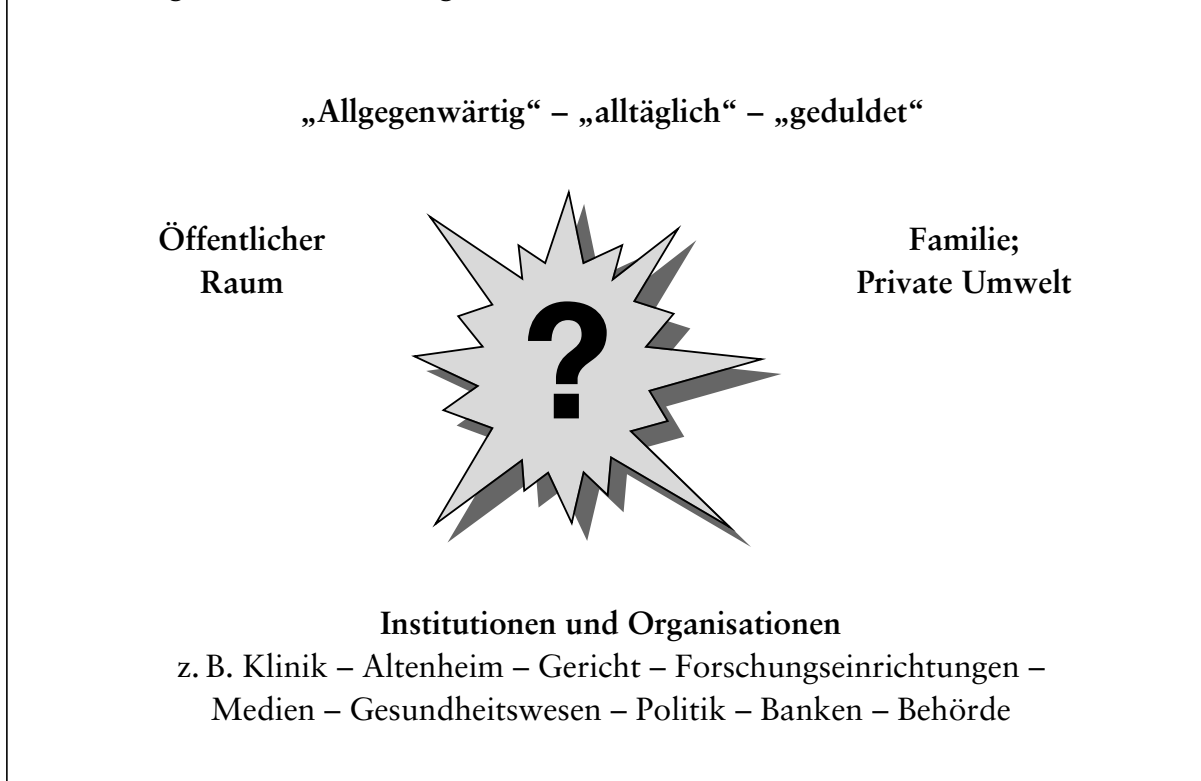 „Allgegenwärtig“ – „alltäglich“ – „geduldet“
Öffentlicher
Raum
Familie;
Private Umwelt
?
Institutionen und Organisationen
z. B. Klinik – Altenheim – Gericht – Forschungseinrichtungen –
Medien – Gesundheitswesen – Politik – Banken – Behörde